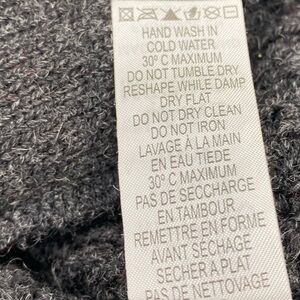 HAND WASH IN
COLD WATER
30° C MAXIMUM
DO NOT TUMBLE DRY
RESHAPE WHILE DAMP
DRY FLAT
DO NOT DRY CLEAN
DO NOT IRON
LAVAGE À LA MAIN
EN EAU TIEDE
30° C MAXIMUM
PAS DE SECCHARGE
EN TAMBOUR
REMETTRE EN FORME
AVANT SÉCHAGE
SECHER À PLAT
PAS DE NETTOYAGE